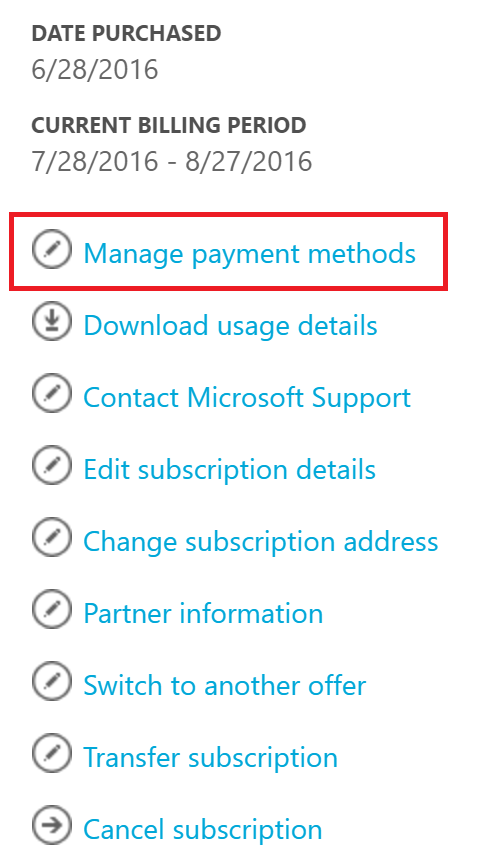 DATE PURCHASED
6/28/2016
CURRENT BILLING PERIOD
7/28/2016 - 8/27/2016
Manage payment methods
Download usage details
Contact Microsoft Support
Edit subscription details
Change subscription address
Partner information
Switch to another offer
Transfer subscription
Cancel subscription